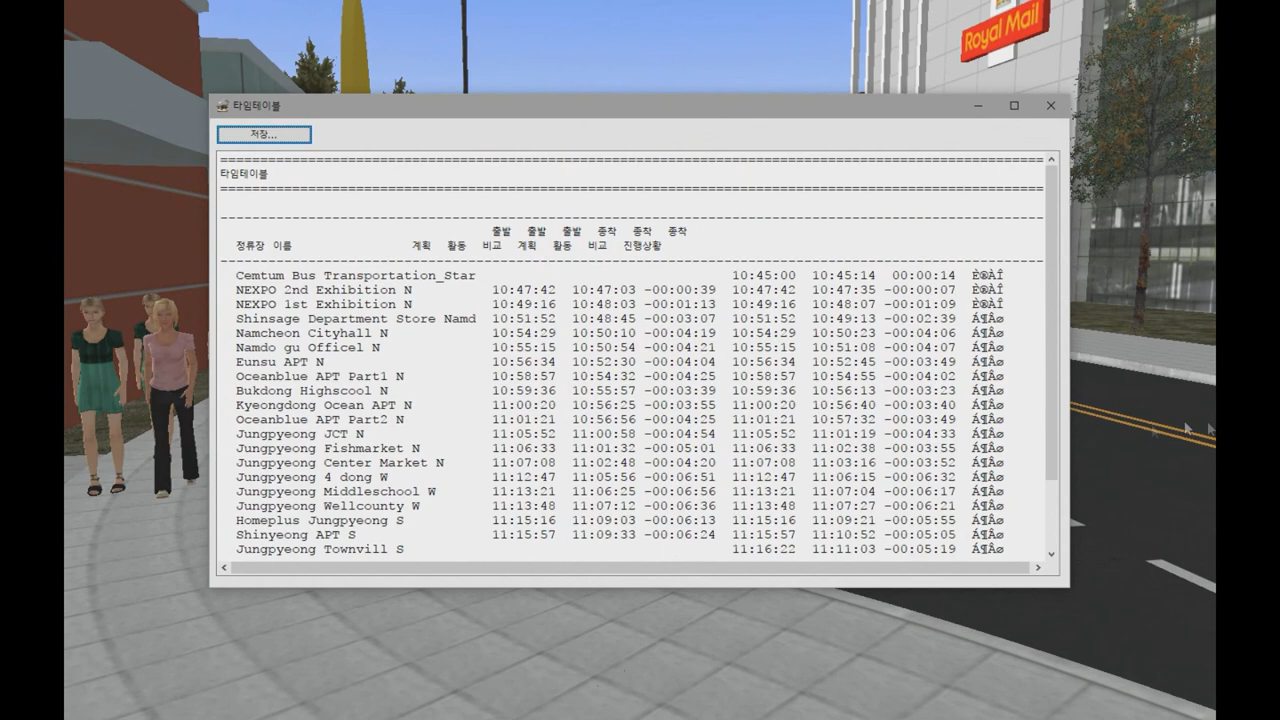 Royal Mail
타임테이블
저장...
================================================================================
타임테이블
================================================================================
--------------------------------------------------------------------------------
출발 출발 출발 종착 종착 종착
정류장 이름 계획 활동 비교 계획 활동 비교 진행상황
--------------------------------------------------------------------------------
Cemtum Bus Transportation_Star 10:45:00 10:45:14 00:00:14 È®ÀÎ
NEXPO 2nd Exhibition N 10:47:42 10:47:03 -00:00:39 10:47:42 10:47:35 -00:00:07 È®ÀÎ
NEXPO 1st Exhibition N 10:49:16 10:48:03 -00:01:13 10:49:16 10:48:07 -00:01:09 È®ÀÎ
Shinsage Department Store Namd 10:51:52 10:48:45 -00:03:07 10:51:52 10:49:13 -00:02:39 Á¶Âø
Namcheon Cityhall N 10:54:29 10:50:10 -00:04:19 10:54:29 10:50:23 -00:04:06 Á¶Âø
Namdo gu Officel N 10:55:15 10:50:54 -00:04:21 10:55:15 10:51:08 -00:04:07 Á¶Âø
Eunsu APT N 10:56:34 10:52:30 -00:04:04 10:56:34 10:52:45 -00:03:49 Á¶Âø
Oceanblue APT Part1 N 10:58:57 10:54:32 -00:04:25 10:58:57 10:54:55 -00:04:02 Á¶Âø
Bukdong Highscool N 10:59:36 10:55:57 -00:03:39 10:59:36 10:56:13 -00:03:23 Á¶Âø
Kyeongdong Ocean APT N 11:00:20 10:56:25 -00:03:55 11:00:20 10:56:40 -00:03:40 Á¶Âø
Oceanblue APT Part2 N 11:01:21 10:56:56 -00:04:25 11:01:21 10:57:32 -00:03:49 Á¶Âø
Jungpyeong JCT N 11:05:52 11:00:58 -00:04:54 11:05:52 11:01:19 -00:04:33 Á¶Âø
Jungpyeong Fishmarket N 11:06:33 11:01:32 -00:05:01 11:06:33 11:02:38 -00:03:55 Á¶Âø
Jungpyeong Center Market N 11:07:08 11:02:48 -00:04:20 11:07:08 11:03:16 -00:03:52 Á¶Âø
Jungpyeong 4 dong W 11:12:47 11:05:56 -00:06:51 11:12:47 11:06:15 -00:06:32 Á¶Âø
Jungpyeong Middleschool W 11:13:21 11:06:25 -00:06:56 11:13:21 11:07:04 -00:06:17 Á¶Âø
Jungpyeong Wellcounty W 11:13:48 11:07:12 -00:06:36 11:13:48 11:07:27 -00:06:21 Á¶Âø
Homeplus Jungpyeong S 11:15:16 11:09:03 -00:06:13 11:15:16 11:09:21 -00:05:55 Á¶Âø
Shinyeong APT S 11:15:57 11:09:33 -00:06:24 11:15:57 11:10:52 -00:05:05 Á¶Âø
Jungpyeong Townvill S 11:16:22 11:11:03 -00:05:19 Á¶Âø